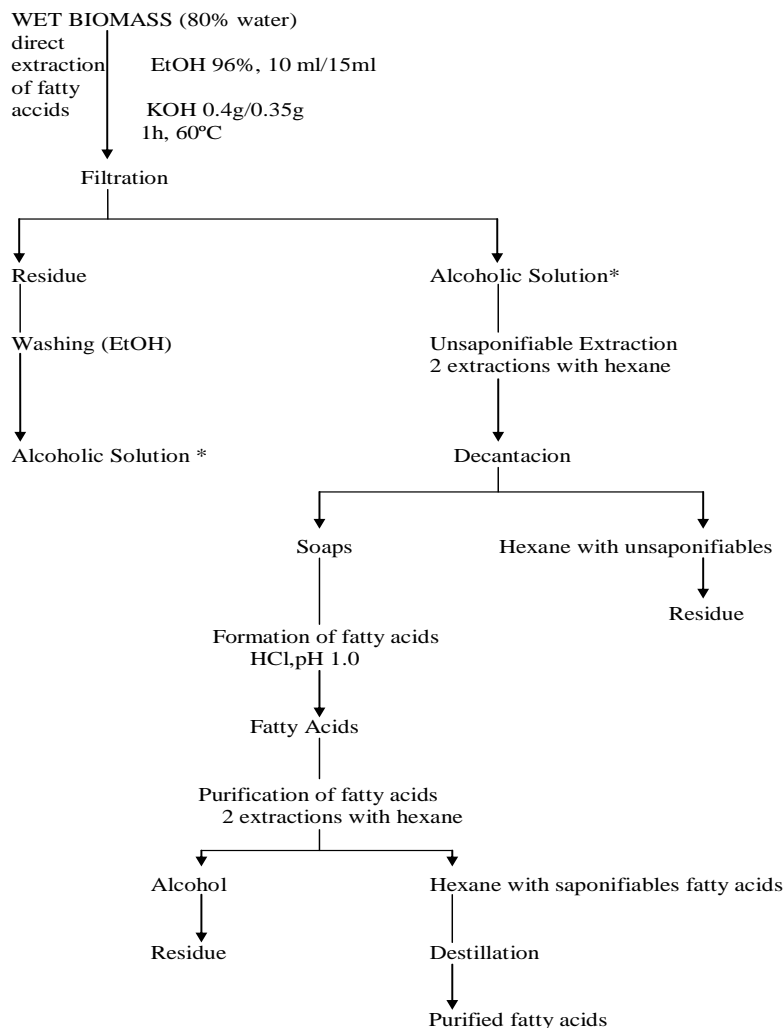 WET BIOMASS (80% water)
direct
extraction
of fatty
accids
EtOH 96%, 10 ml/15ml
KOH 0.4g/0.35g
1h, 60ºC
Filtration
Residue
Alcoholic Solution*
Washing (EtOH)
Unsaponifiable Extraction
2 extractions with hexane
Alcoholic Solution *
Decantacion
Soaps
Hexane with unsaponifiables
Residue
Formation of fatty acids
HCl,pH 1.0
Fatty Acids
Purification of fatty acids
2 extractions with hexane
Alcohol
Hexane with saponifiables fatty acids
Residue
Destillation
Purified fatty acids